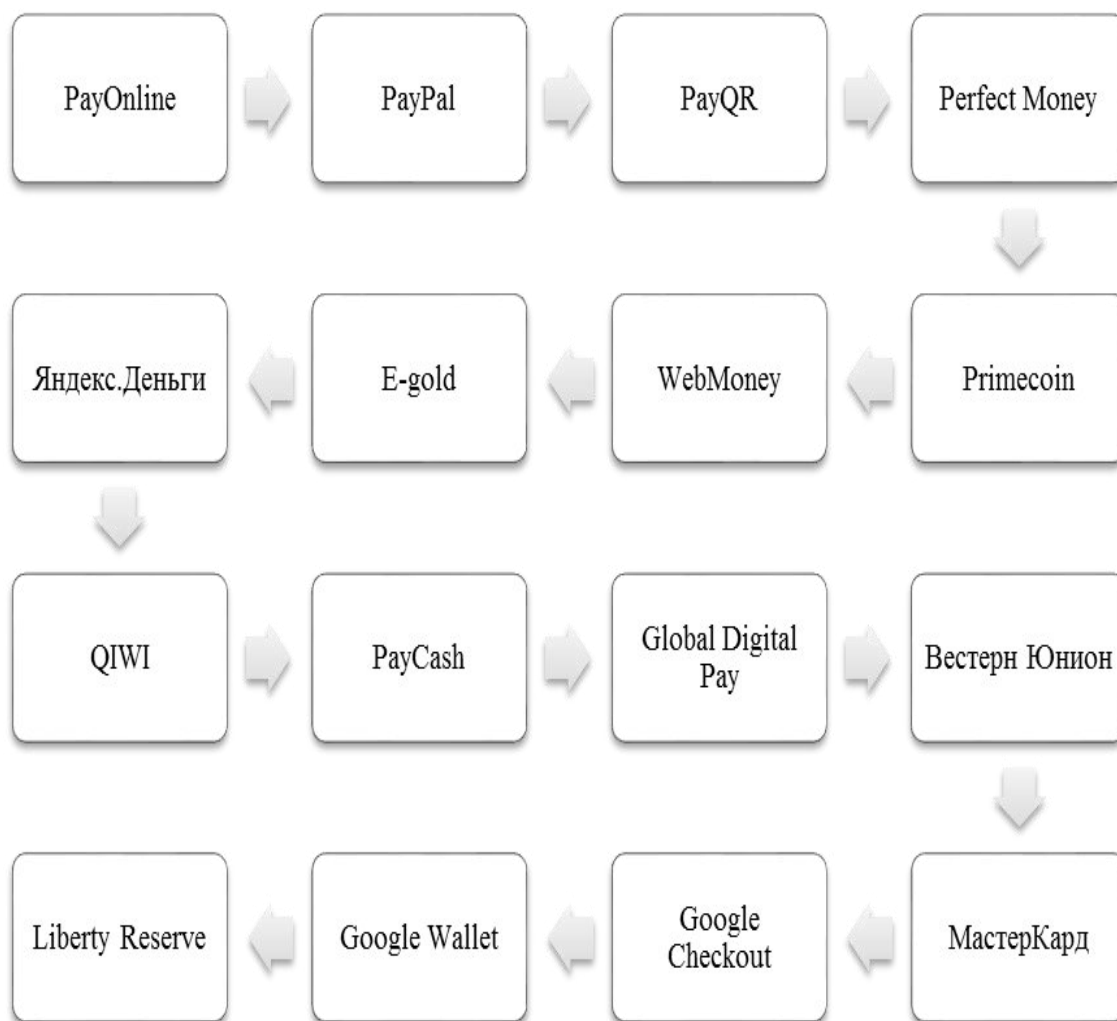 PayOnline
PayPal
PayQR
Perfect Money
Primecoin
WebMoney
E-gold
Яндекс.Деньги
QIWI
PayCash
Global Digital
Pay
Вестерн Юнион
МастерКард
Google
Checkout
Google Wallet
Liberty Reserve